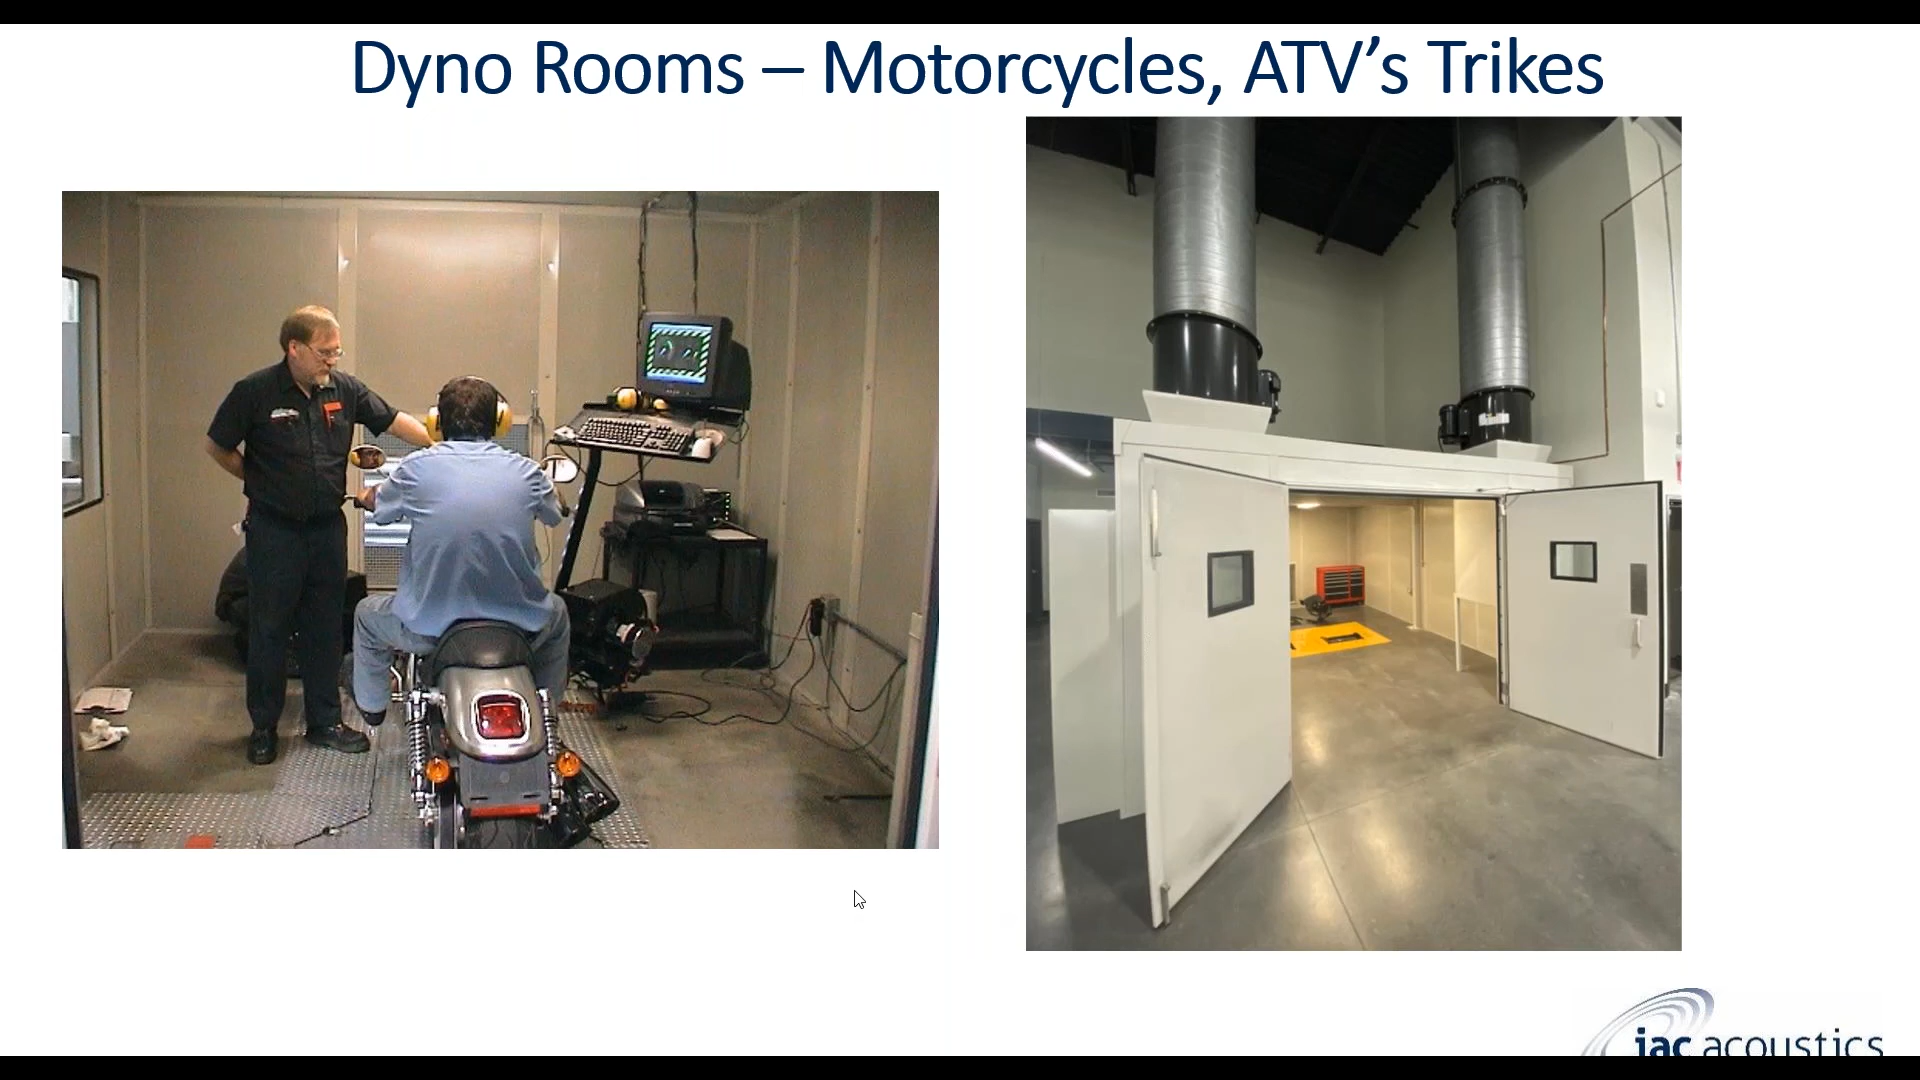 Dyno Rooms – Motorcycles, ATV’s Trikes
iac acoustics